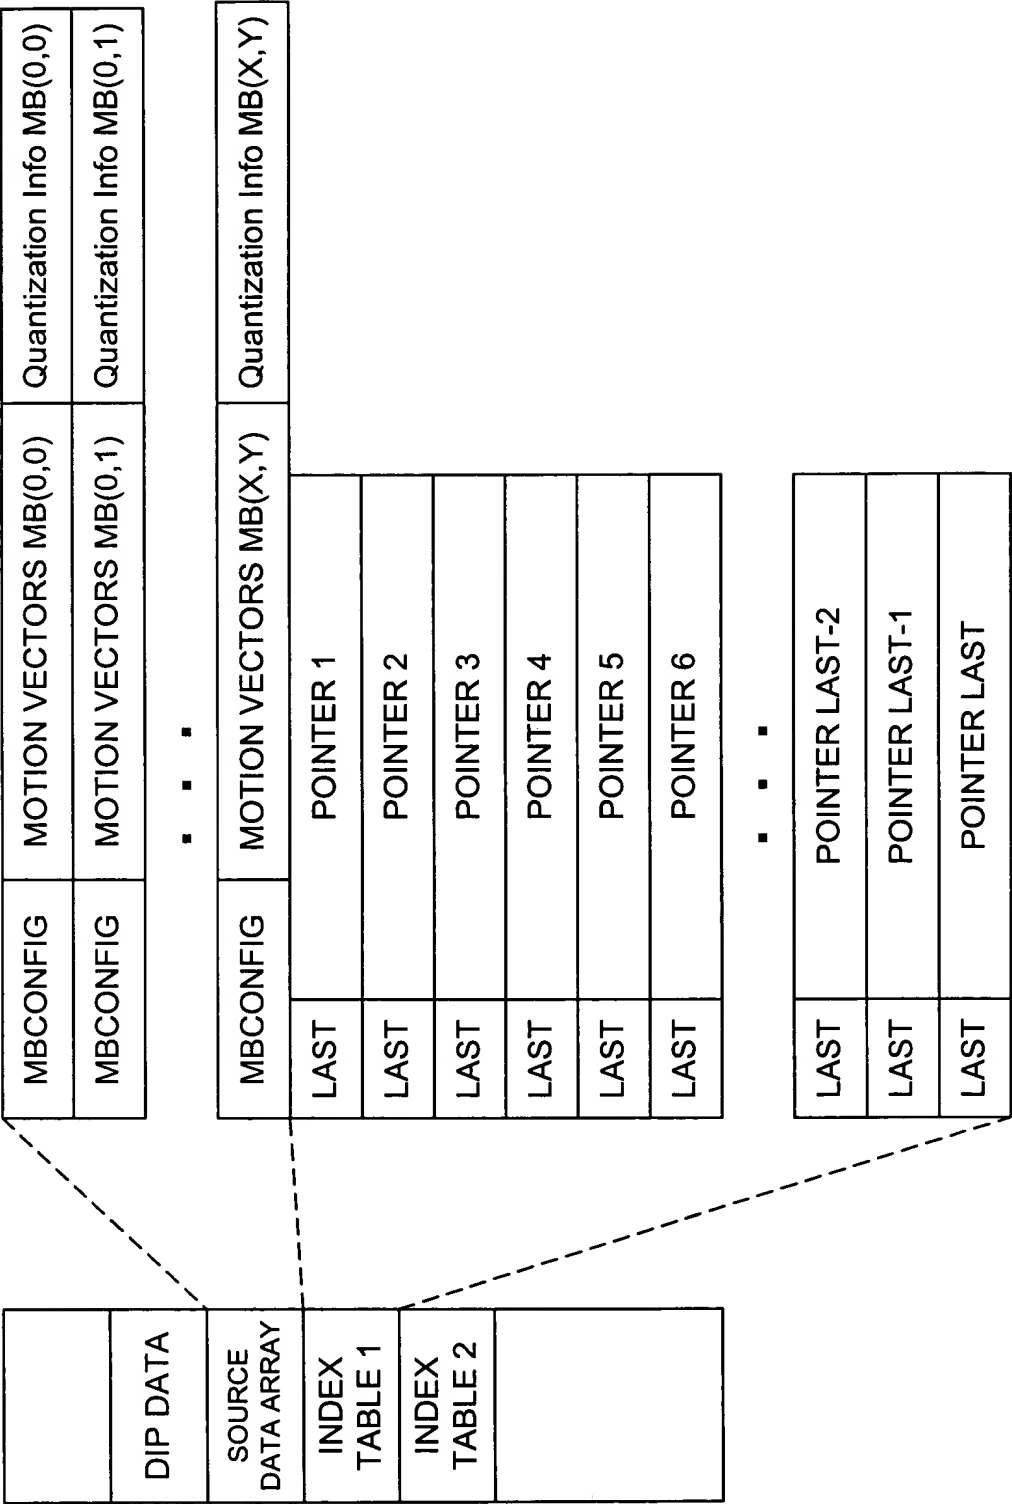 DIP DATA
SOURCE
DATA ARRAY
INDEX
TABLE 1
INDEX
TABLE 2
MBCONFIG MOTION VECTORS MB(0,0) Quantization Info MB(0,0)
MBCONFIG MOTION VECTORS MB(0,1) Quantization Info MB(0,1)
. . .
MBCONFIG MOTION VECTORS MB(X,Y) Quantization Info MB(X,Y)
LAST POINTER 1
LAST POINTER 2
LAST POINTER 3
LAST POINTER 4
LAST POINTER 5
LAST POINTER 6
. . .
LAST POINTER LAST-2
LAST POINTER LAST-1
LAST POINTER LAST